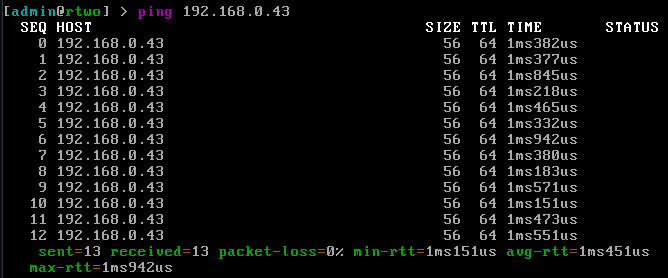 [admin@rtwo] > ping 192.168.0.43
SEQ HOST SIZE TTL TIME STATUS
0 192.168.0.43 56 64 1ms382us
1 192.168.0.43 56 64 1ms377us
2 192.168.0.43 56 64 1ms845us
3 192.168.0.43 56 64 1ms218us
4 192.168.0.43 56 64 1ms465us
5 192.168.0.43 56 64 1ms332us
6 192.168.0.43 56 64 1ms942us
7 192.168.0.43 56 64 1ms380us
8 192.168.0.43 56 64 1ms183us
9 192.168.0.43 56 64 1ms571us
10 192.168.0.43 56 64 1ms151us
11 192.168.0.43 56 64 1ms473us
12 192.168.0.43 56 64 1ms551us
sent=13 received=13 packet-loss=0% min-rtt=1ms151us avg-rtt=1ms451us
max-rtt=1ms942us